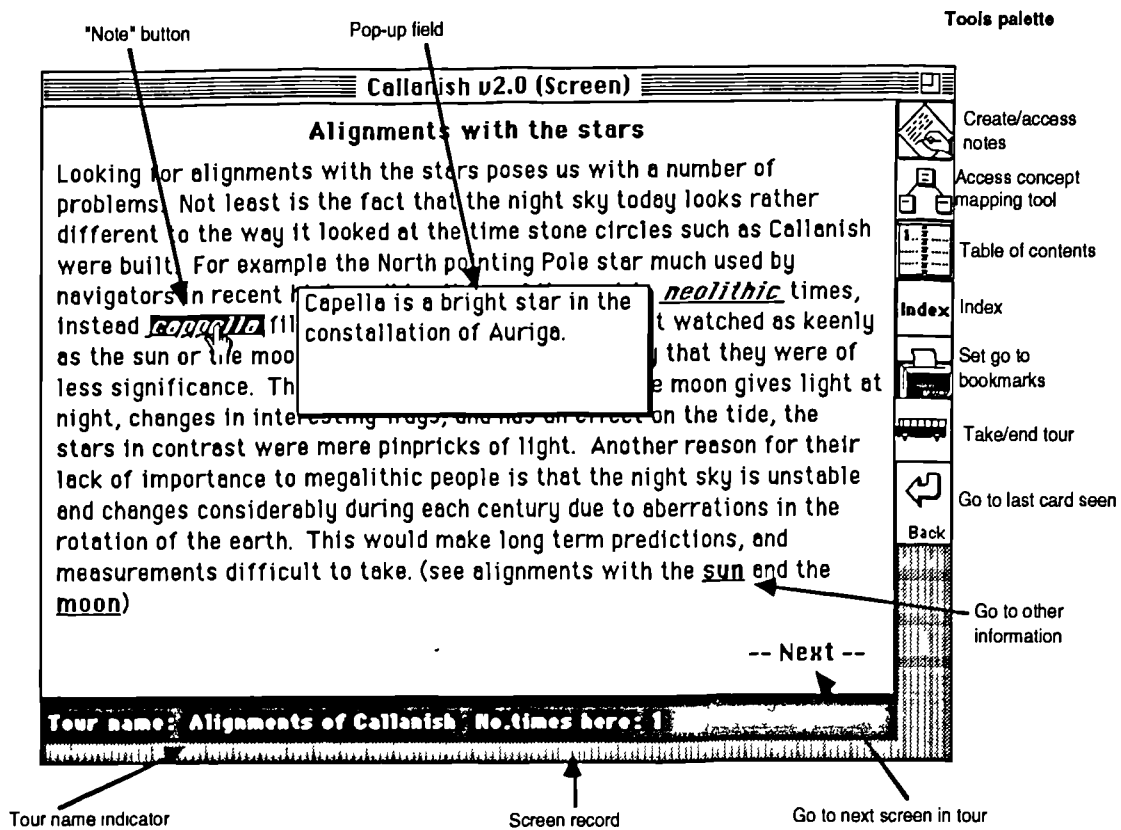 "Note" button
Pop-up field
Tools palette
Callanish v2.0 (Screen)
Alignments with the stars
Looking for alignments with the stars poses us with a number of
problems. Not least is the fact that the night sky today looks rather
different to the way it looked at the time stone circles such as Callanish
were built. For example the North pointing Pole star much used by
navigators in recent neolithic times,
instead cappella watched as keenly
as the sun or the that they were of
less significance. moon gives light at
night, changes in interesting ways, and has an effect on the tide, the
stars in contrast were mere pinpricks of light. Another reason for their
lack of importance to megalithic people is that the night sky is unstable
and changes considerably during each century due to aberrations in the
rotation of the earth. This would make long term predictions, and
measurements difficult to take. (see alignments with the sun and the
moon)
Capella is a bright star in the
constallation of Auriga.
-- Next --
Tour name: Alignments of Callanish No.times here: 1
Create/access
notes
Access concept
mapping tool
Table of contents
Index
Index
Set go to
bookmarks
Take/end tour
Go to last card seen
Back
Go to other
information
Tour name indicator
Screen record
Go to next screen in tour